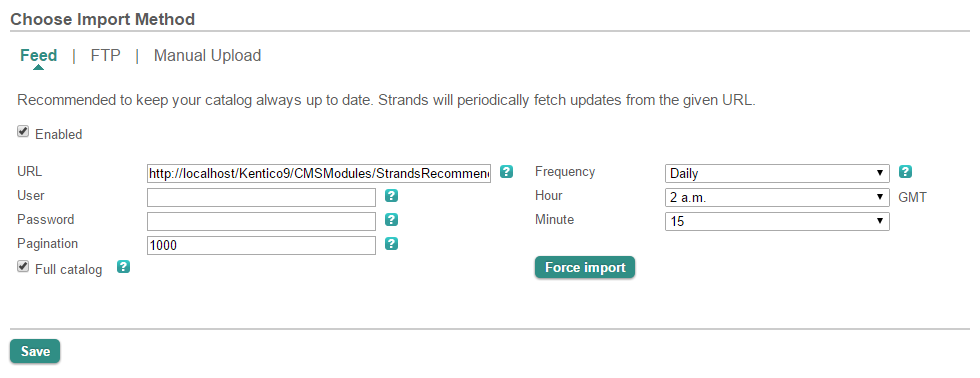 Choose Import Method
Feed | FTP | Manual Upload
Recommended to keep your catalog always up to date. Strands will periodically fetch updates from the given URL.
Enabled
URL http://localhost/Kentico9/CMSModules/StrandsRecommen ? Frequency Daily ?
User ? Hour 2 a.m. GMT
Password ? Minute 15
Pagination 1000 ?
Full catalog ? Force import
Save